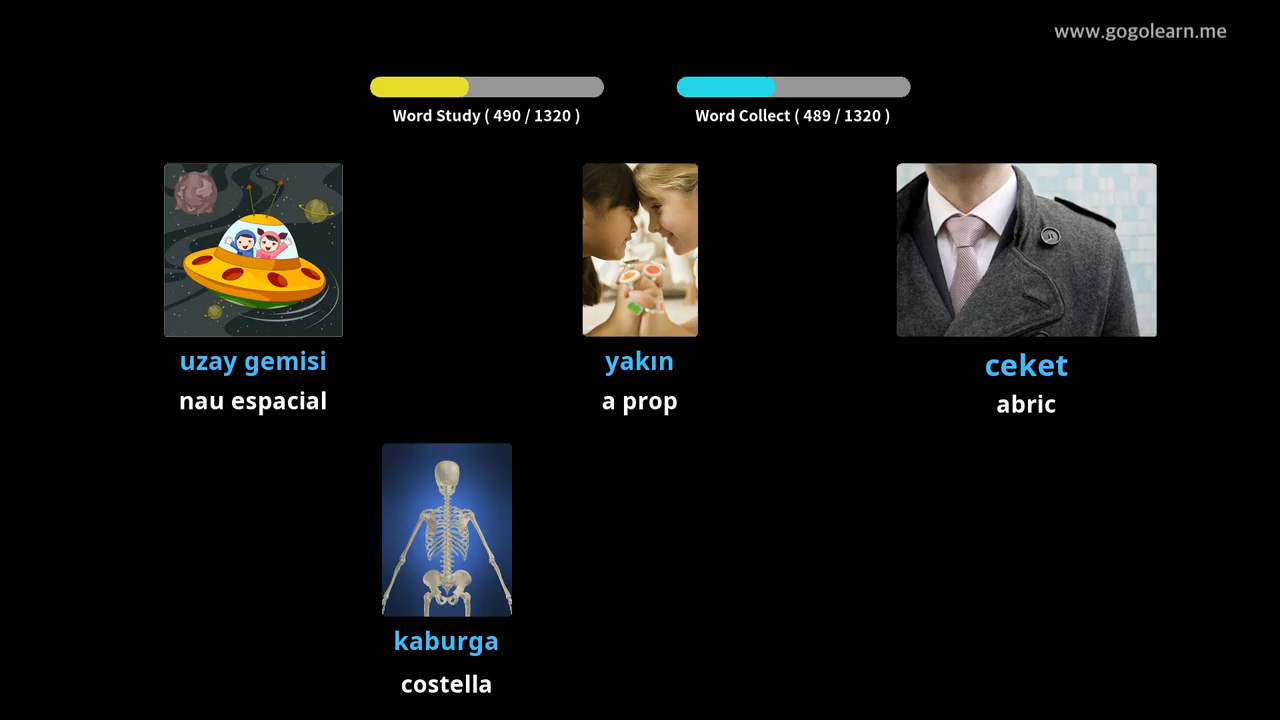 www.gogolearn.me
Word Study ( 490 / 1320 )
Word Collect ( 489 / 1320 )
uzay gemisi
nau espacial
yakın
a prop
ceket
abric
kaburga
costella